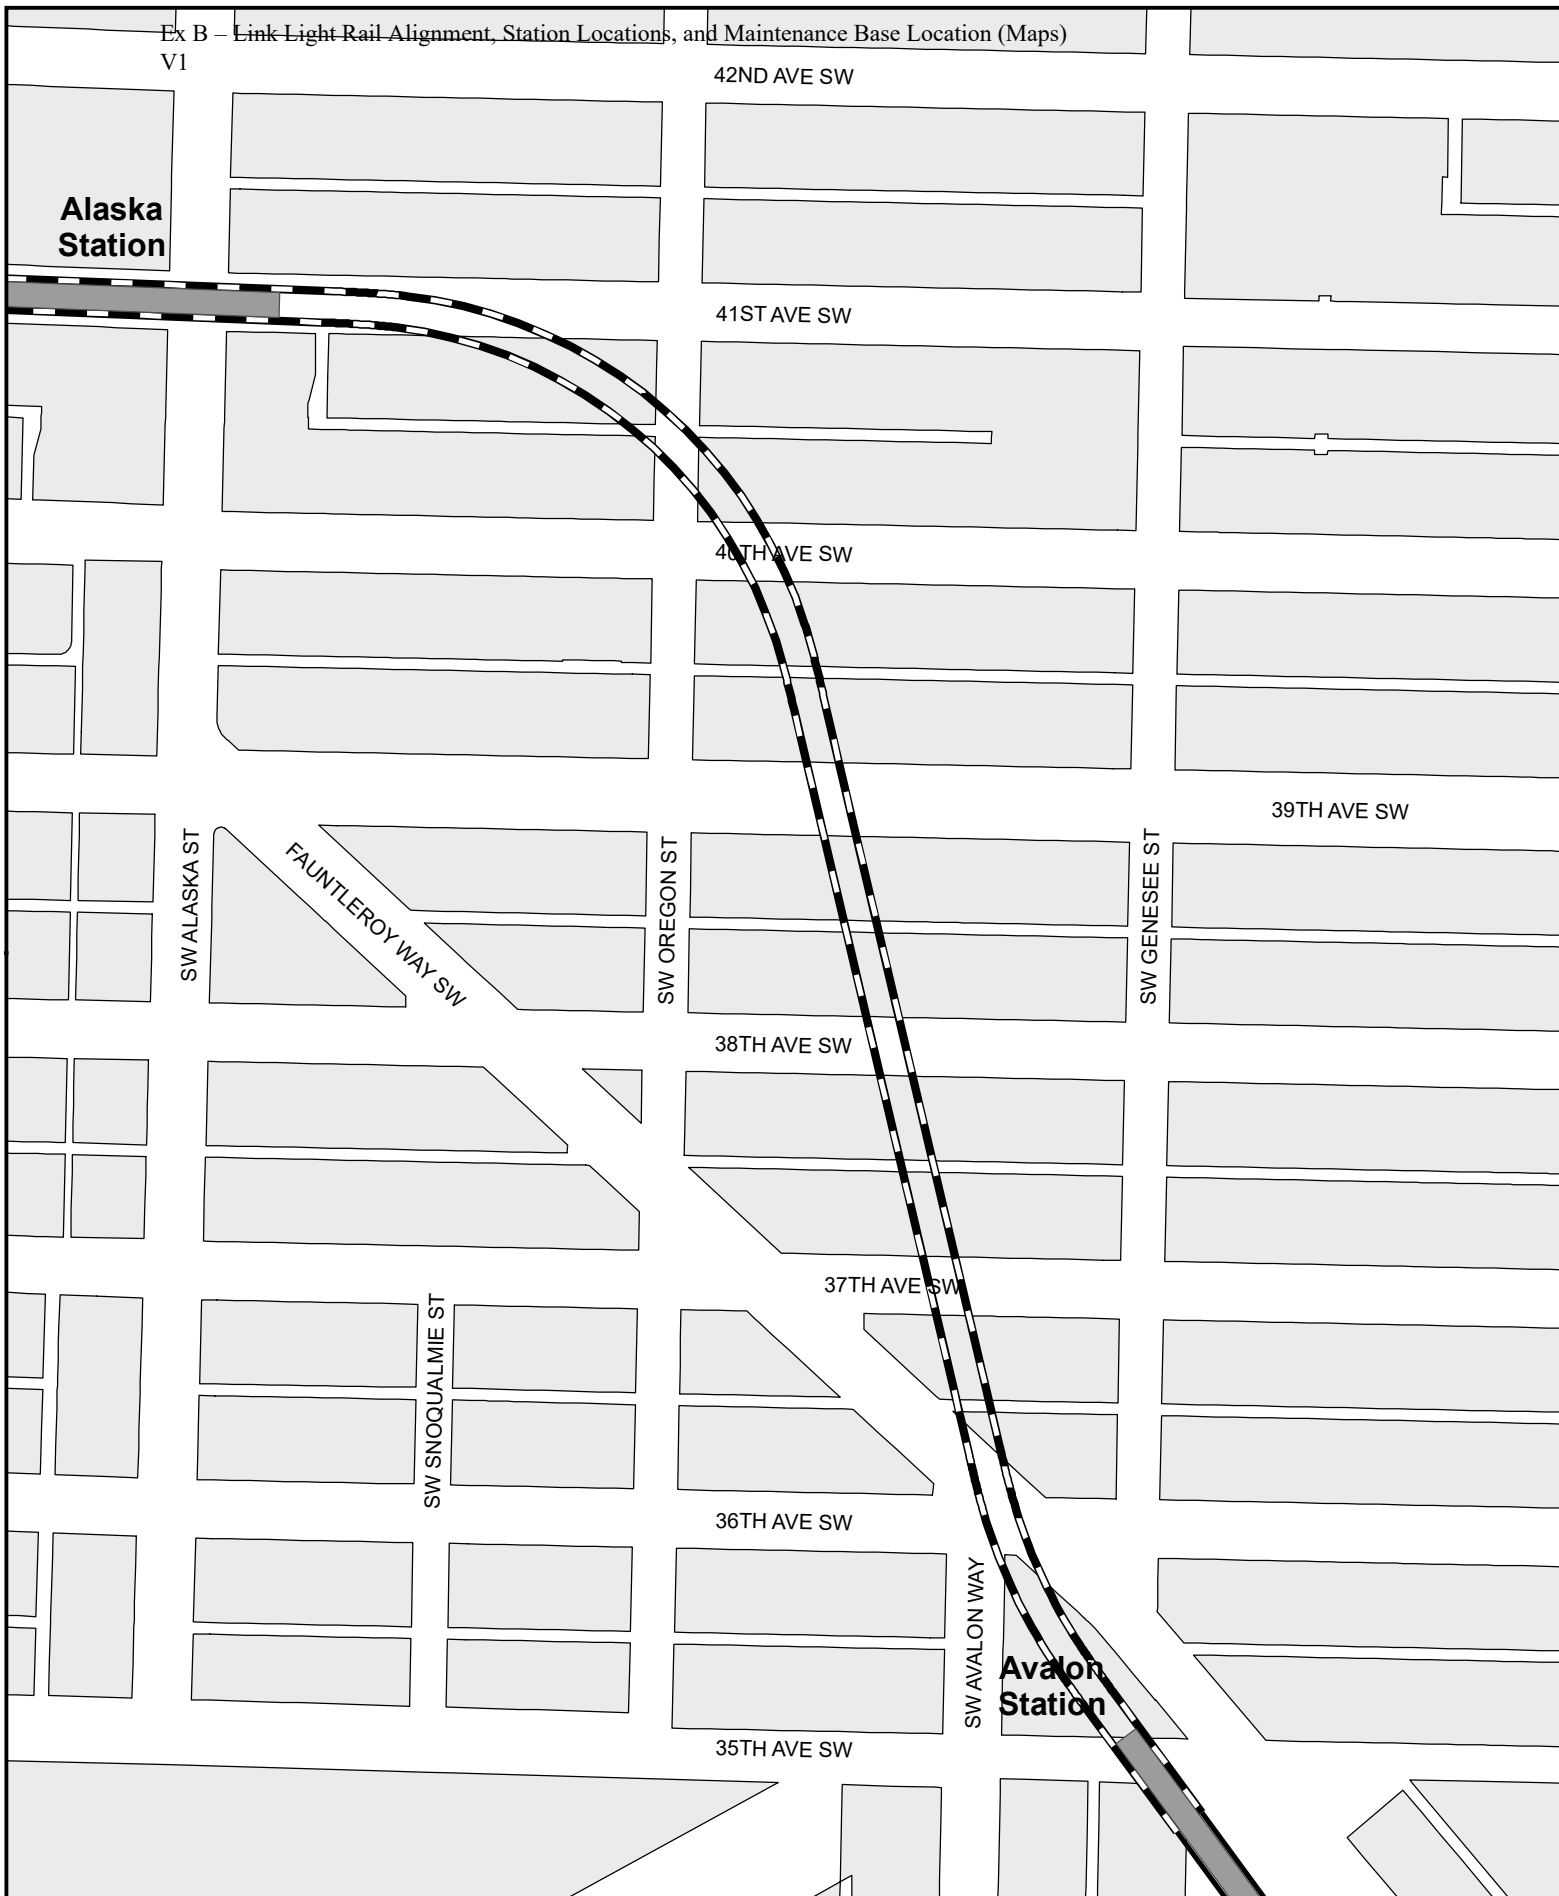 Ex B – Link Light Rail Alignment, Station Locations, and Maintenance Base Location (Maps)
V1
42ND AVE SW
Alaska
Station
41ST AVE SW
40TH AVE SW
39TH AVE SW
SW ALASKA ST
FAUNTLEROY WAY SW
SW OREGON ST
SW GENESEE ST
38TH AVE SW
37TH AVE SW
SW SNOQUALMIE ST
36TH AVE SW
SW AVALON WAY
Avalon
Station
35TH AVE SW